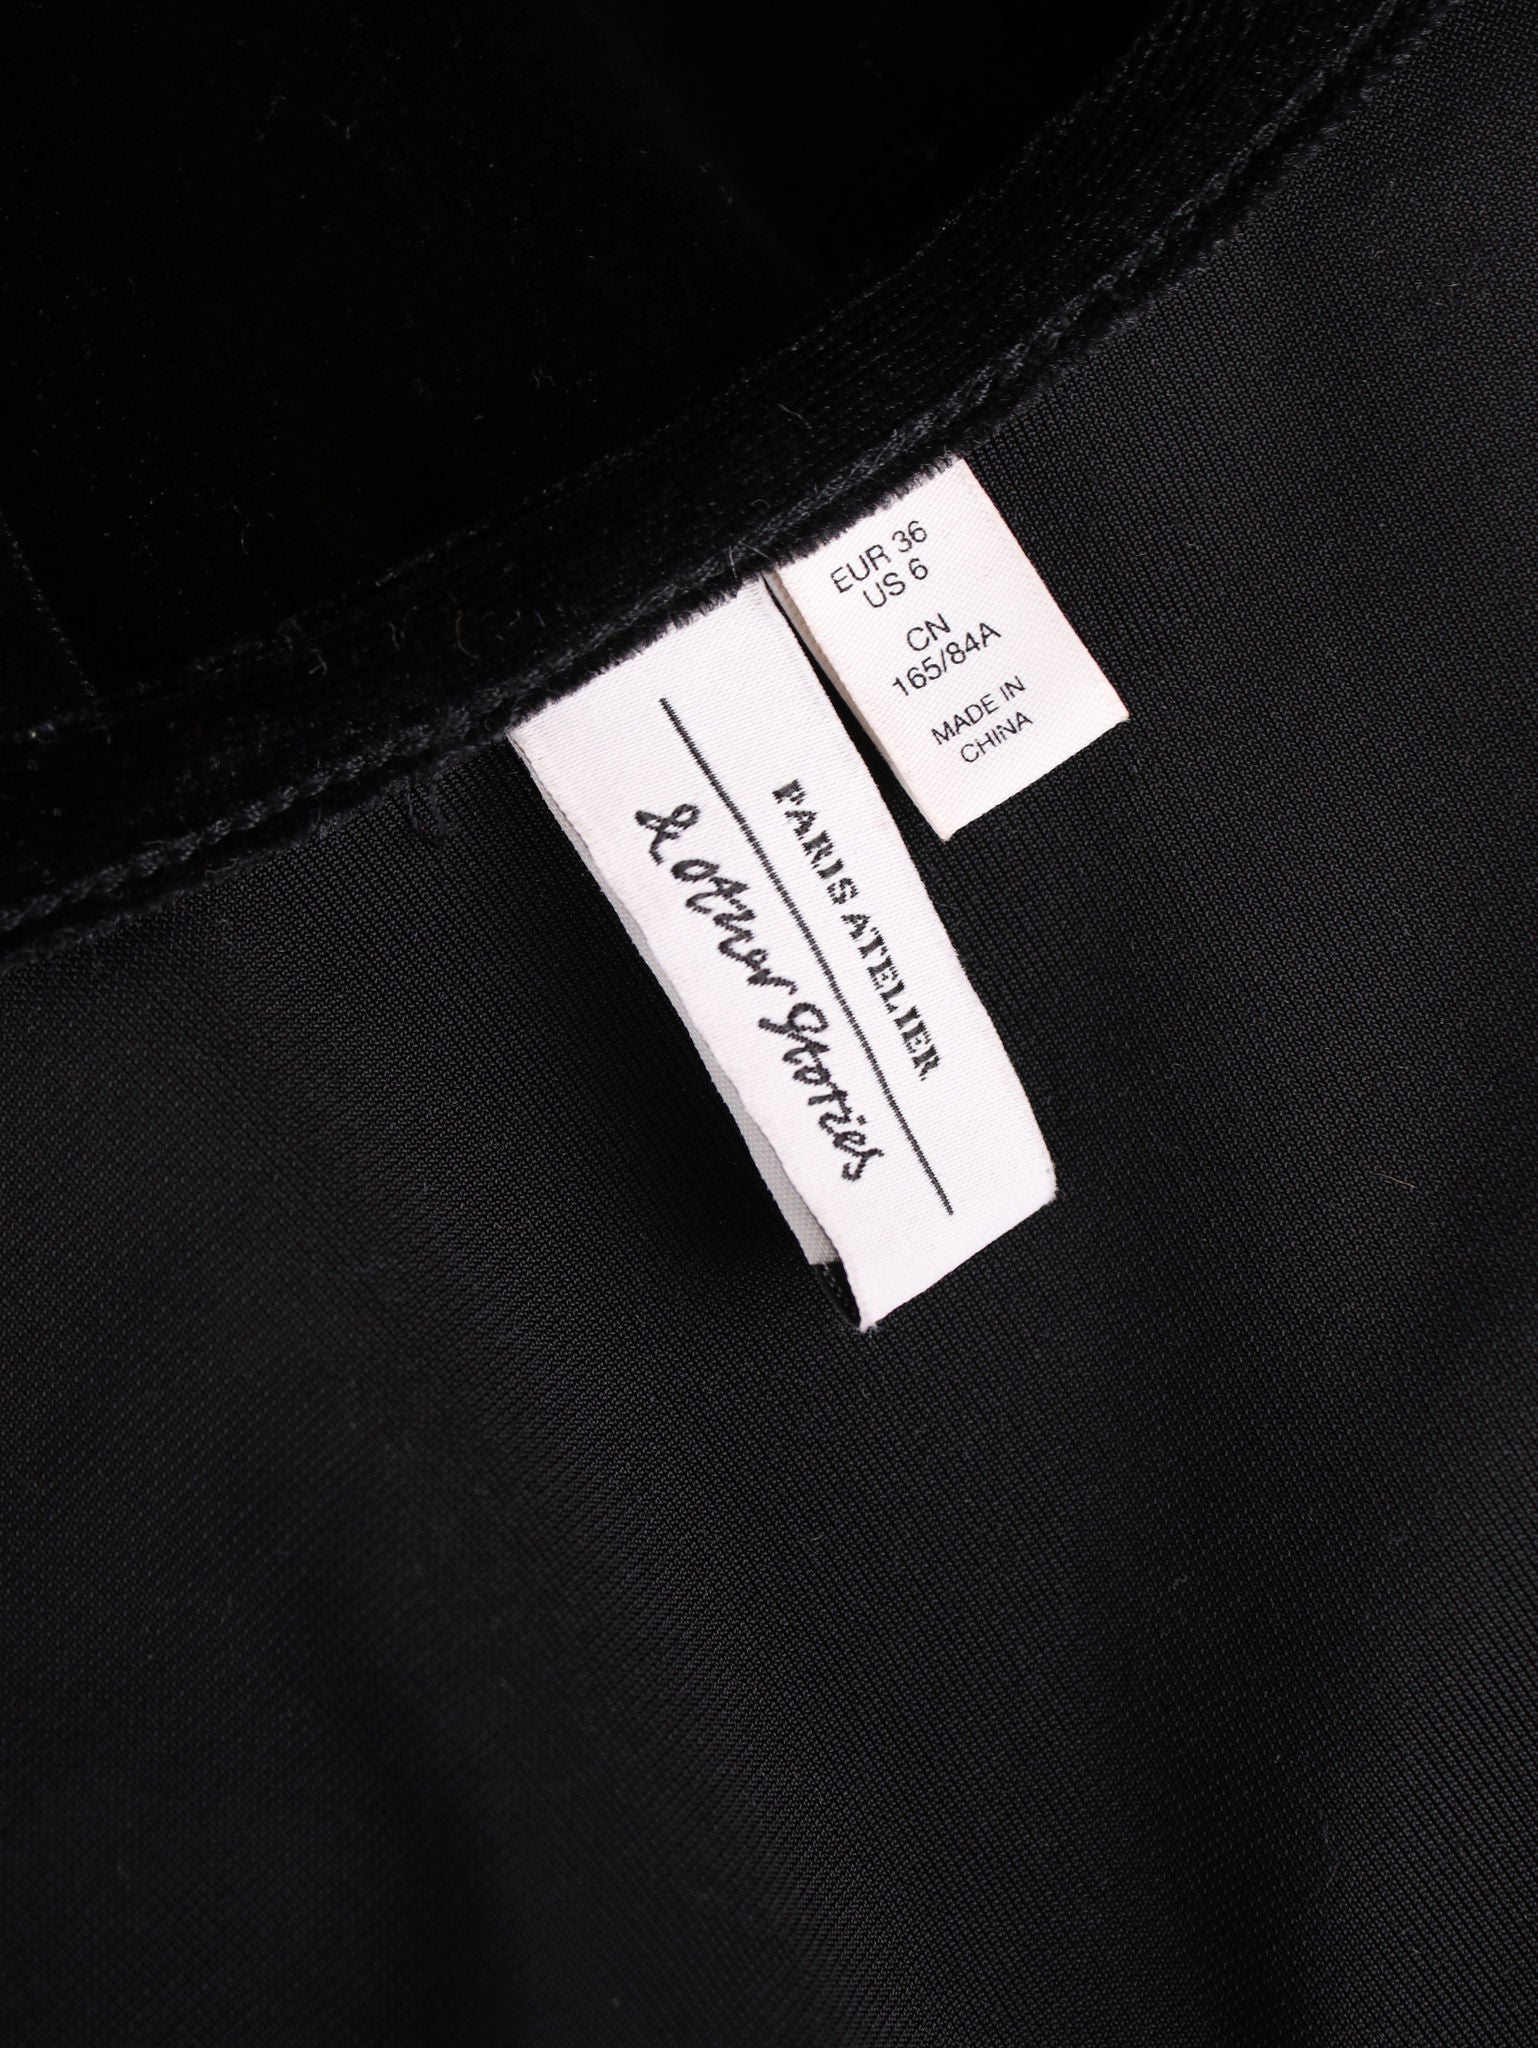 EUR 36
US 6
CN
165/84A
MADE IN
CHINA
PARIS ATELIER
& Other Stories